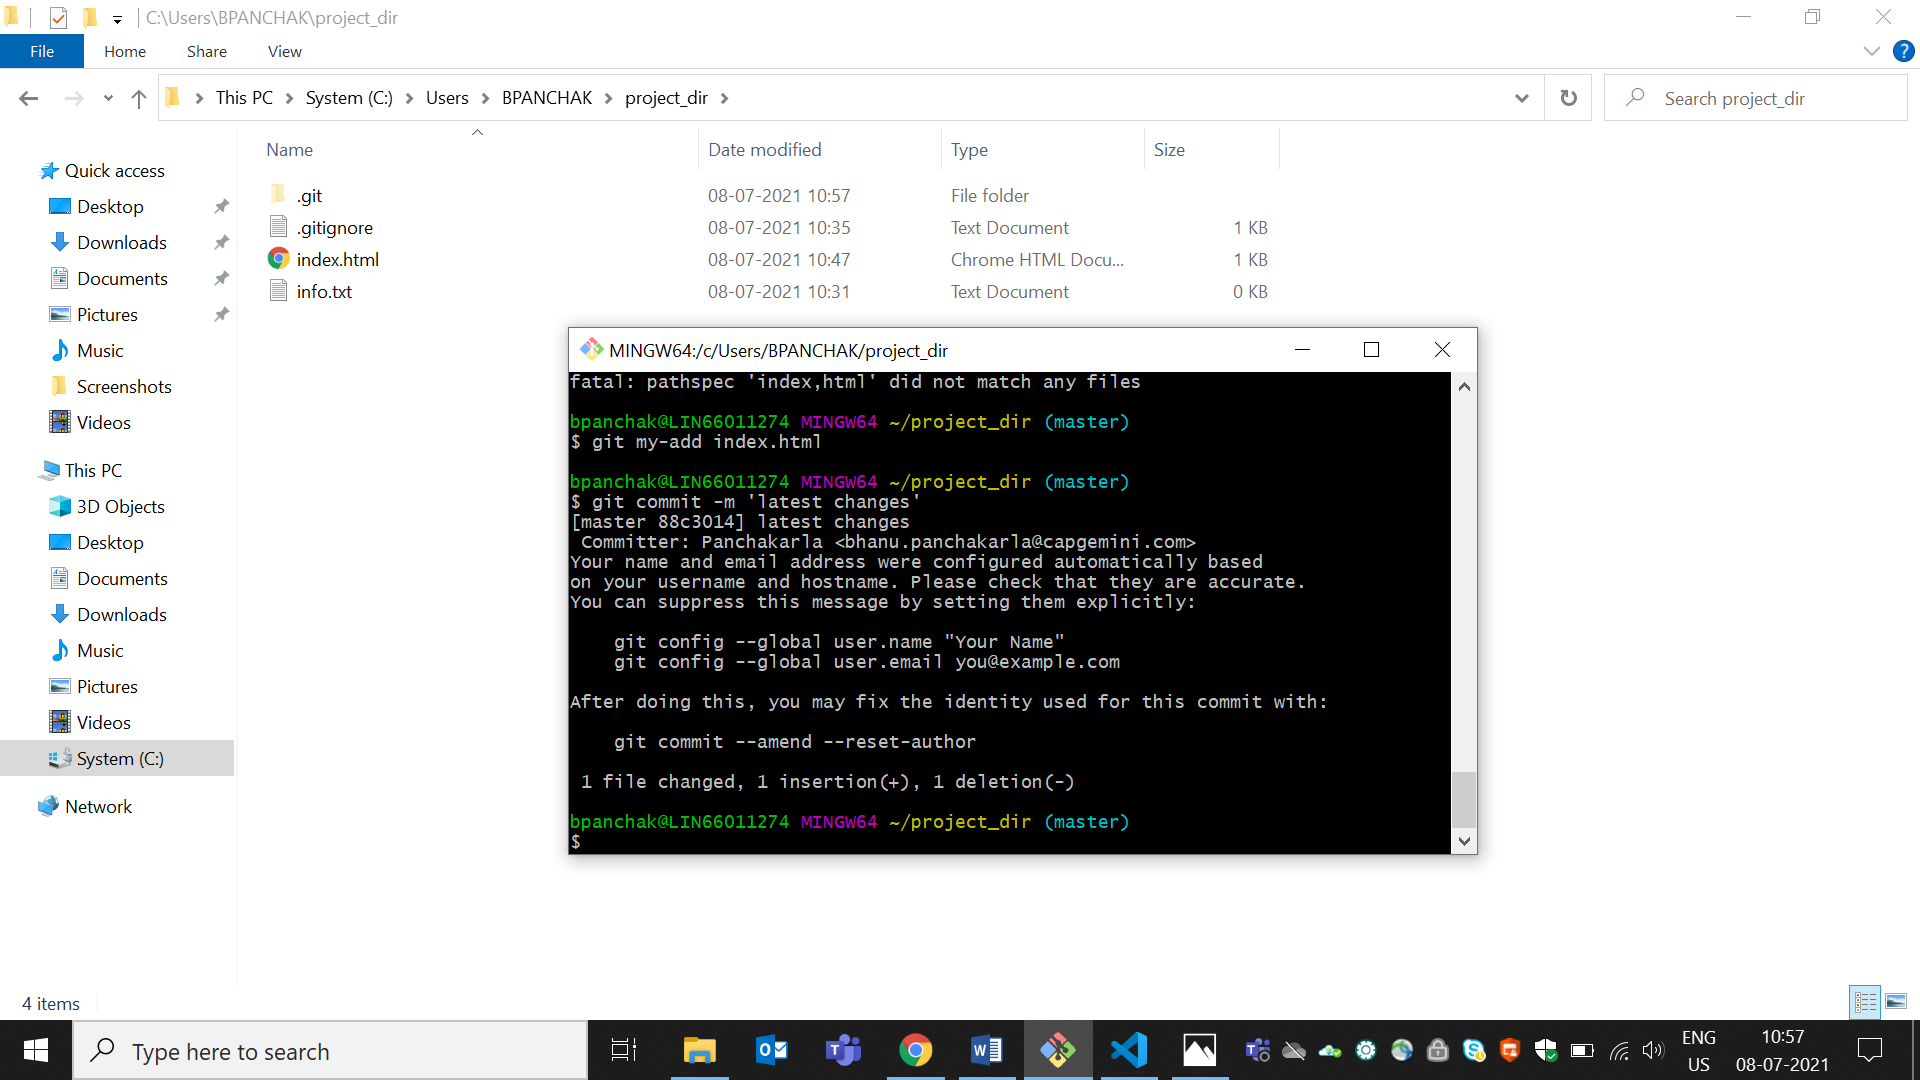 C:\Users\BPANCHAK\project_dir
File Home Share View
This PC System (C:) Users BPANCHAK project_dir
Search project_dir
Name Date modified Type Size
Quick access
Desktop
Downloads
Documents
Pictures
Music
Screenshots
Videos
This PC
3D Objects
Desktop
Documents
Downloads
Music
Pictures
Videos
System (C:)
Network
.git 08-07-2021 10:57 File folder
.gitignore 08-07-2021 10:35 Text Document 1 KB
index.html 08-07-2021 10:47 Chrome HTML Docu... 1 KB
info.txt 08-07-2021 10:31 Text Document 0 KB
MINGW64:/c/Users/BPANCHAK/project_dir
fatal: pathspec 'index,html' did not match any files
bpanchak@LIN66011274 MINGW64 ~/project_dir (master)
$ git my-add index.html
bpanchak@LIN66011274 MINGW64 ~/project_dir (master)
$ git commit -m 'latest changes'
[master 88c3014] latest changes
Committer: Panchakarla <bhanu.panchakarla@capgemini.com>
Your name and email address were configured automatically based
on your username and hostname. Please check that they are accurate.
You can suppress this message by setting them explicitly:
git config --global user.name "Your Name"
git config --global user.email you@example.com
After doing this, you may fix the identity used for this commit with:
git commit --amend --reset-author
1 file changed, 1 insertion(+), 1 deletion(-)
bpanchak@LIN66011274 MINGW64 ~/project_dir (master)
$
4 items
Type here to search
ENG
US
10:57
08-07-2021